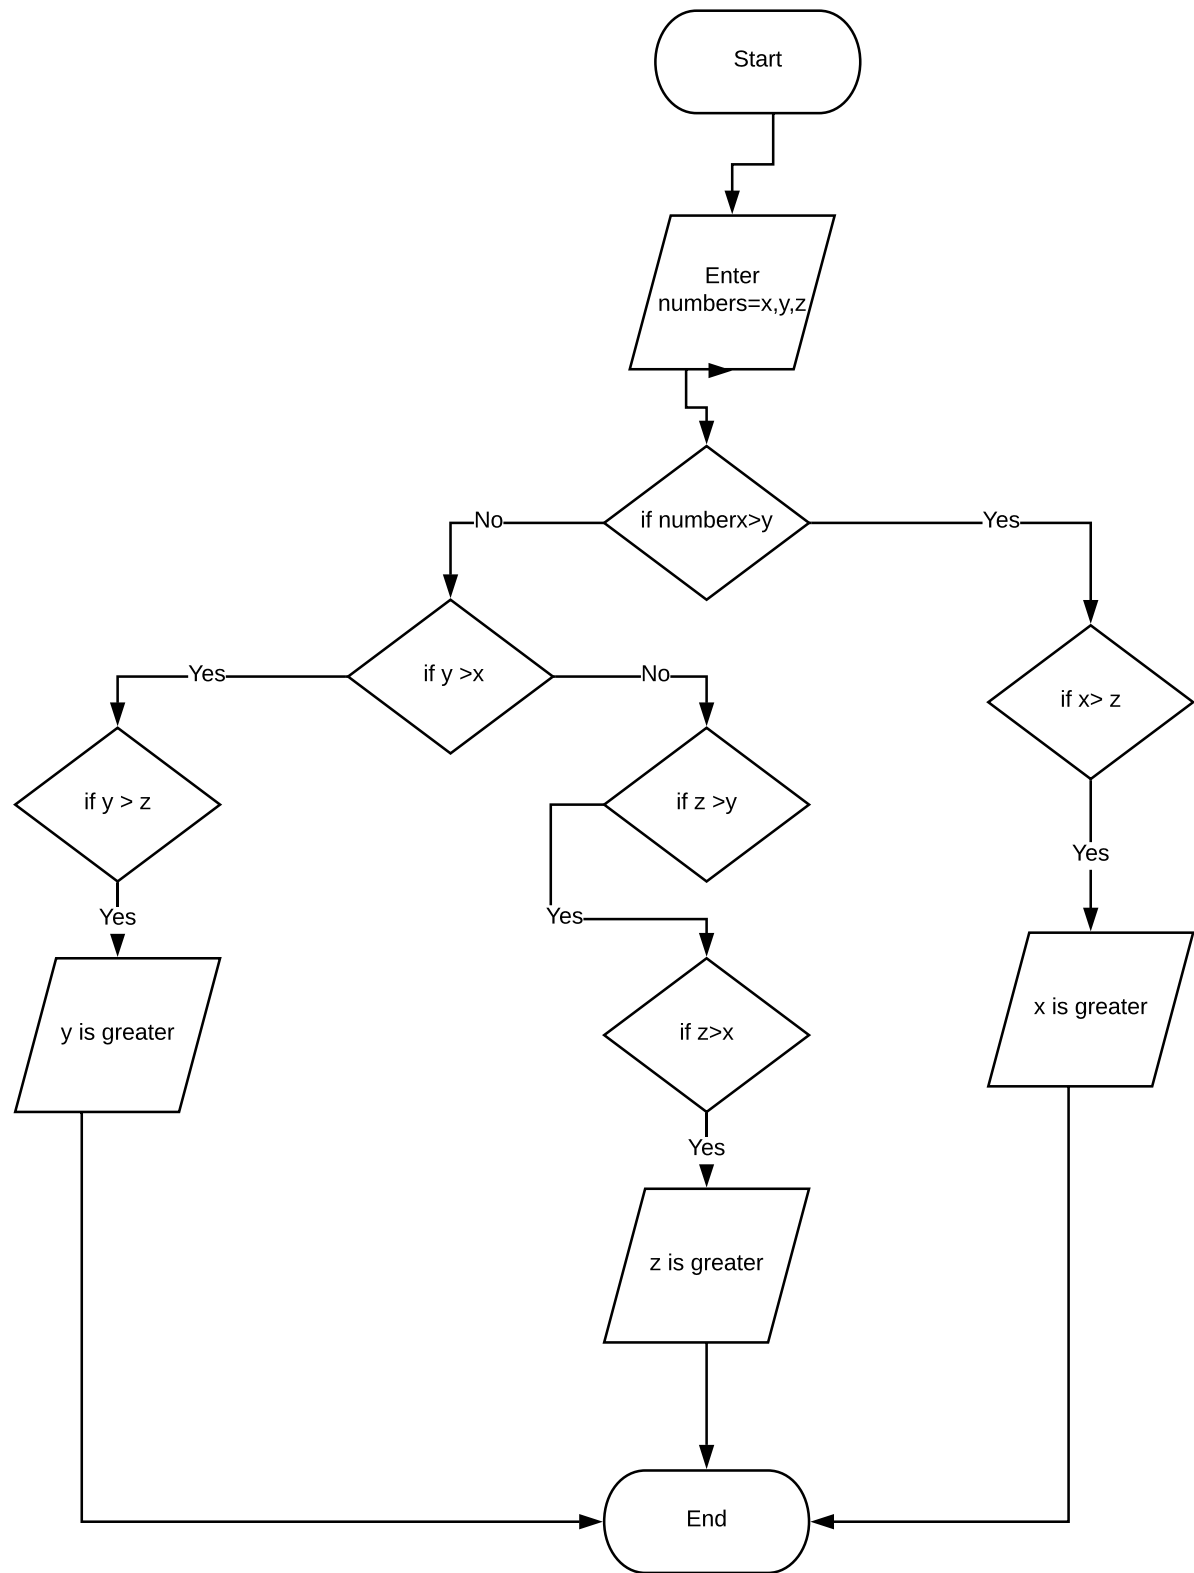 Start
Enter
numbers=x,y,z
if numberx>y
No
Yes
if y >x
Yes
No
if x> z
if y > z
if z >y
Yes
Yes
Yes
if z>x
y is greater
x is greater
Yes
z is greater
End